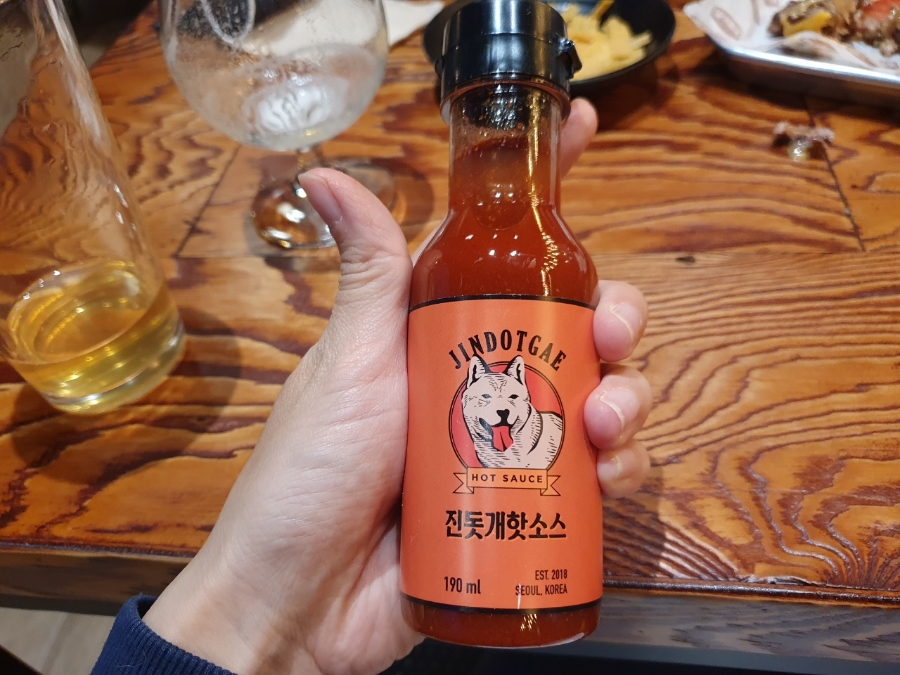 JINDOTGAE
HOT SAUCE
진돗개핫소스
190 ml
EST. 2018
SEOUL, KOREA